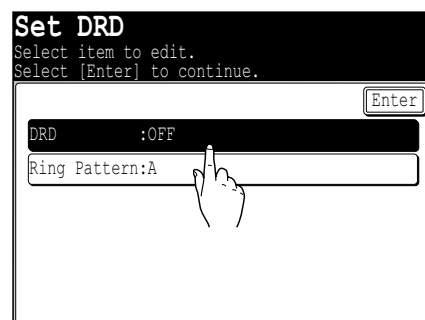 Set DRD
Select item to edit.
Select [Enter] to continue.
Enter
DRD :OFF
Ring Pattern:A